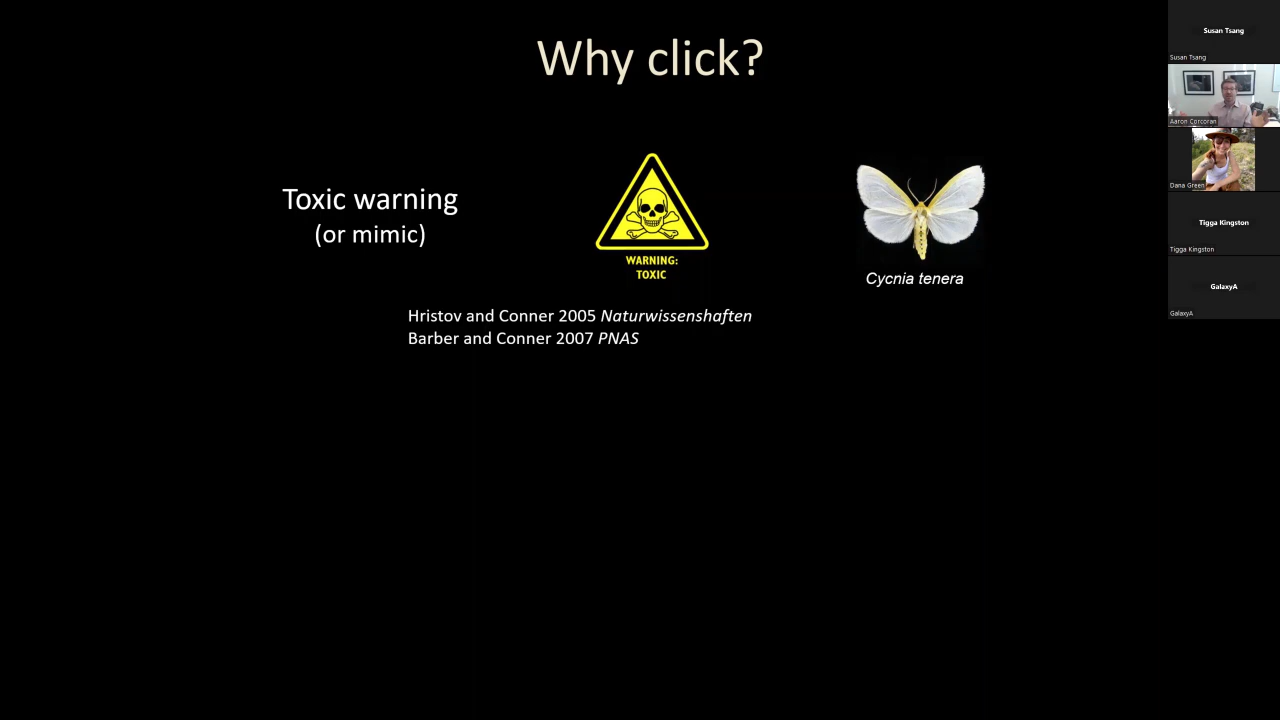 Why click?
Toxic warning
(or mimic)
WARNING:
TOXIC
Cycnia tenera
Hristov and Conner 2005 Naturwissenshaften
Barber and Conner 2007 PNAS
Susan Tsang
Susan Tsang
Aaron Corcoran
Dana Green
Tigga Kingston
Tigga Kingston
GalaxyA
GalaxyA